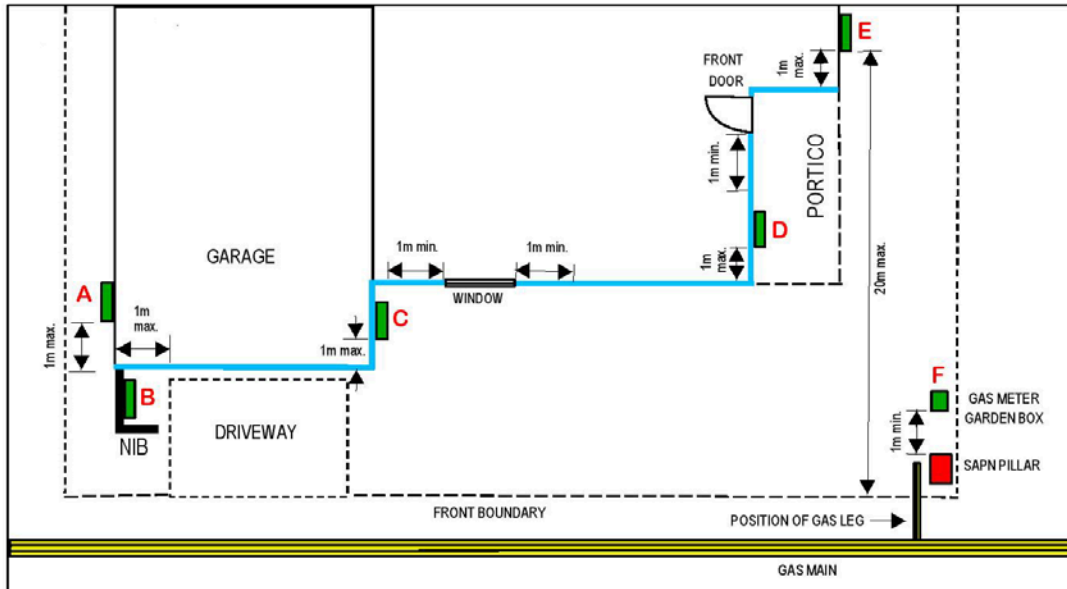 E
FRONT
DOOR
1m
max.
1m min.
PORTICO
D
1m
max.
20m max.
GARAGE
1m min.
1m min.
WINDOW
A
1m
max.
C
1m max.
1m max.
B
NIB
DRIVEWAY
F
GAS METER
GARDEN BOX
1m min.
SAPN PILLAR
FRONT BOUNDARY
POSITION OF GAS LEG
GAS MAIN